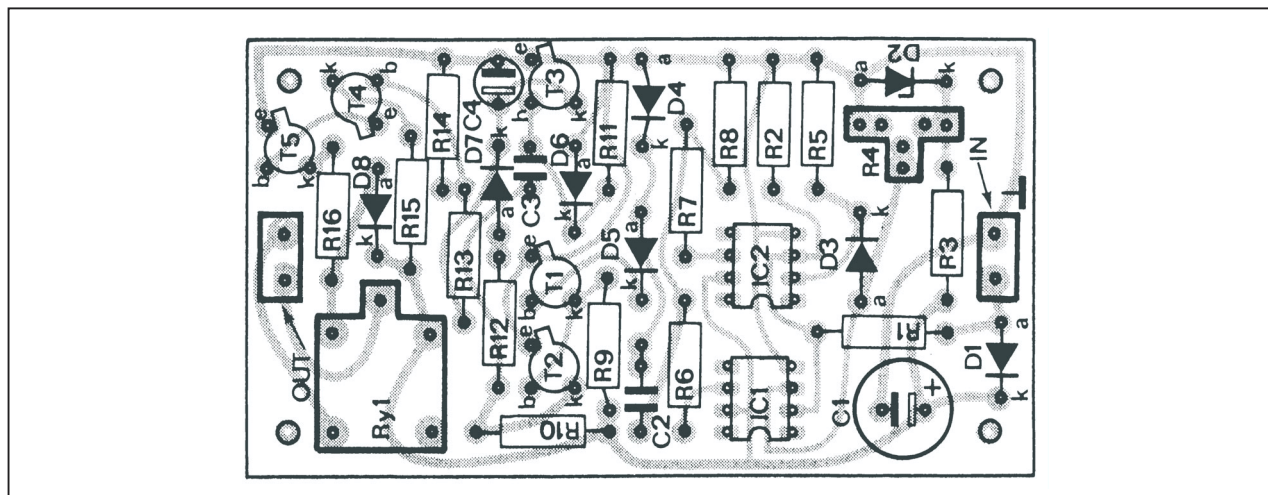 D2
a
k
R4
IN
R3
D1
a
k
+
C1
R1
D3
k
a
R5
R2
R8
IC2
IC1
D4
a
k
R7
R6
D5
a
k
C2
R11
R9
R10
T3
e
k
D6
a
k
C3
C4
D7
k
a
T1
e
b
k
T2
e
b
k
R12
R13
R14
R15
R16
D8
a
k
T4
k
b
e
T5
e
b
k
OUT
Ry1